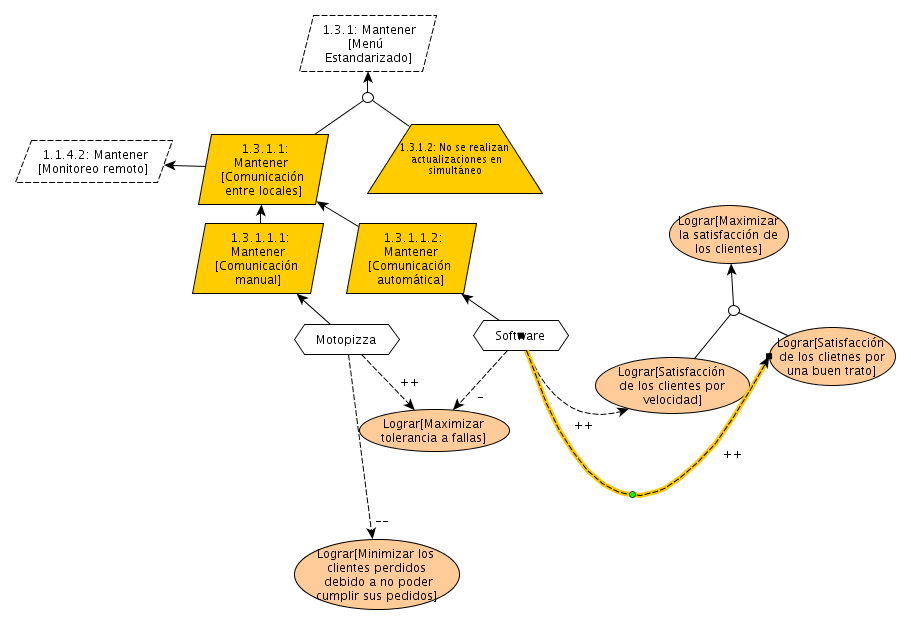 1.3.1: Mantener
[Menú
Estandarizado]
1.1.4.2: Mantener
[Monitoreo remoto]
1.3.1.1:
Mantener
[Comunicación
entre locales]
1.3.1.2: No se realizan
actualizaciones en
simultáneo
1.3.1.1.1:
Mantener
[Comunicación
manual]
1.3.1.1.2:
Mantener
[Comunicación
automática]
Lograr[Maximizar
la satisfacción de
los clientes]
Motopizza
Software
Lograr[Satisfacción
de los clietnes por
una buen trato]
Lograr[Satisfacción
de los clientes por
velocidad]
++
-
++
Lograr[Maximizar
tolerancia a fallas]
++
--
Lograr[Minimizar los
clientes perdidos
debido a no poder
cumplir sus pedidos]